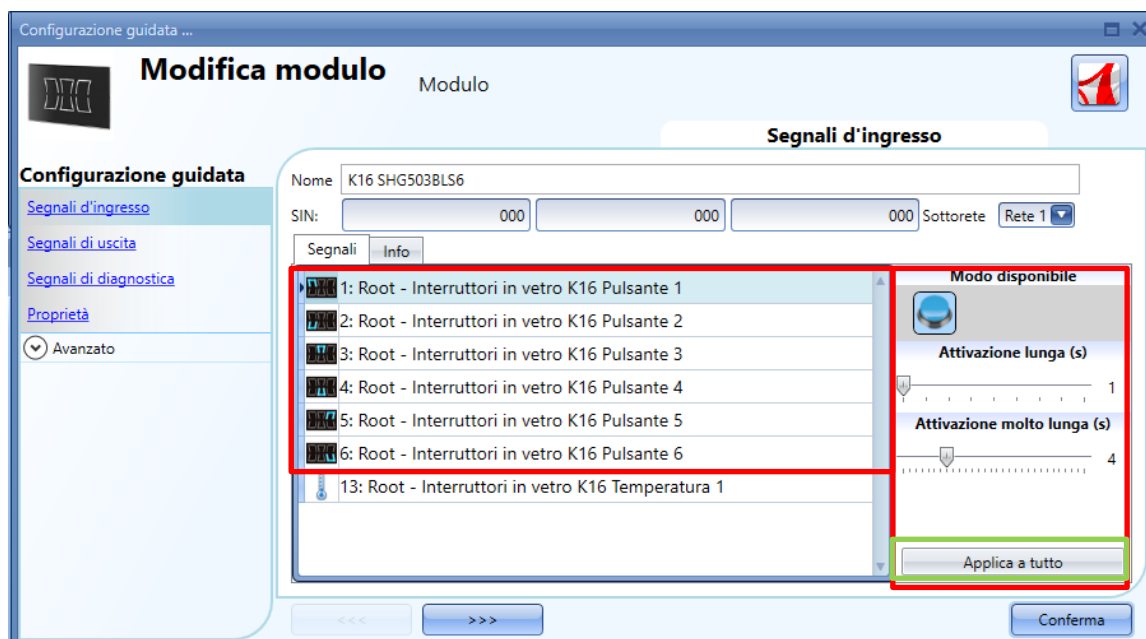 Configurazione guidata ...
Modifica modulo
Modulo
Segnali d'ingresso
Configurazione guidata
Segnali d'ingresso
Segnali di uscita
Segnali di diagnostica
Proprietà
Avanzato
Nome K16 SHG503BLS6
SIN: 000 000 000 Sottorete Rete 1
Segnali Info
1: Root - Interruttori in vetro K16 Pulsante 1
2: Root - Interruttori in vetro K16 Pulsante 2
3: Root - Interruttori in vetro K16 Pulsante 3
4: Root - Interruttori in vetro K16 Pulsante 4
5: Root - Interruttori in vetro K16 Pulsante 5
6: Root - Interruttori in vetro K16 Pulsante 6
13: Root - Interruttori in vetro K16 Temperatura 1
Modo disponibile
Attivazione lunga (s)
1
Attivazione molto lunga (s)
4
Applica a tutto
<<< >>> Conferma